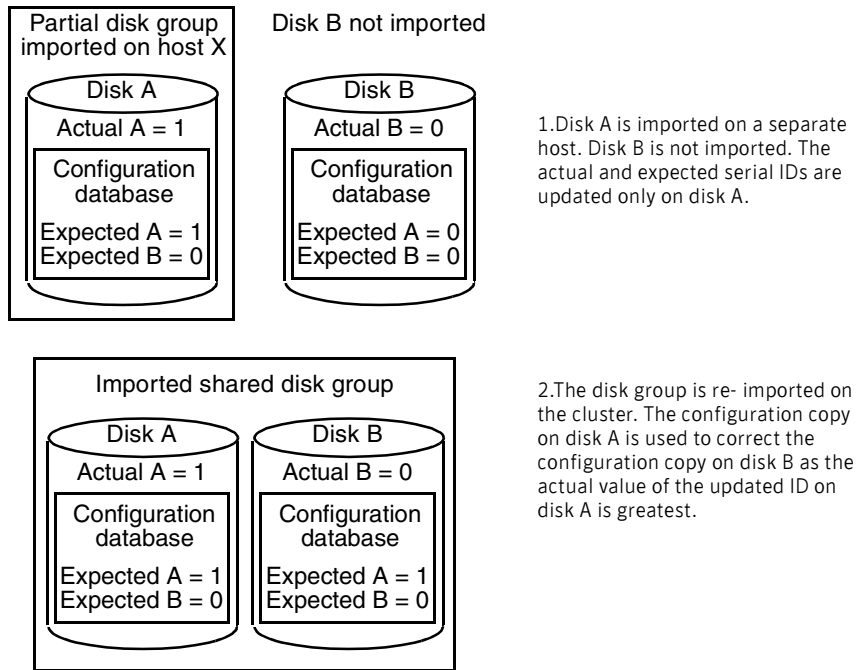 Partial disk group
imported on host X
Disk A
Actual A = 1
Configuration
database
Expected A = 1
Expected B = 0
Disk B not imported
Disk B
Actual B = 0
Configuration
database
Expected A = 0
Expected B = 0
1.Disk A is imported on a separate
host. Disk B is not imported. The
actual and expected serial IDs are
updated only on disk A.
Imported shared disk group
Disk A
Actual A = 1
Configuration
database
Expected A = 1
Expected B = 0
Disk B
Actual B = 0
Configuration
database
Expected A = 1
Expected B = 0
2.The disk group is re- imported on
the cluster. The configuration copy
on disk A is used to correct the
configuration copy on disk B as the
actual value of the updated ID on
disk A is greatest.